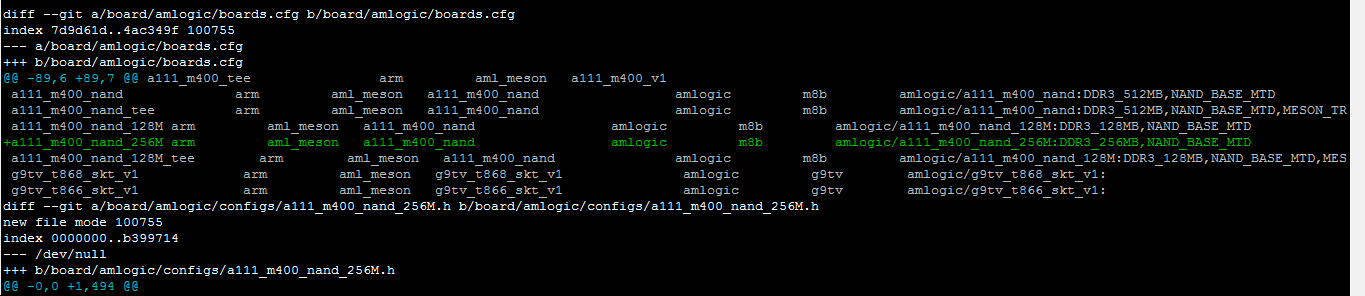 diff --git a/board/amlogic/boards.cfg b/board/amlogic/boards.cfg
index 7d9d61d..4ac349f 100755
--- a/board/amlogic/boards.cfg
+++ b/board/amlogic/boards.cfg
@@ -89,6 +89,7 @@ a111_m400_tee arm aml_meson a111_m400_v1
a111_m400_nand arm aml_meson a111_m400_nand amlogic m8b amlogic/a111_m400_nand:DDR3_512MB,NAND_BASE_MTD
a111_m400_nand_tee arm aml_meson a111_m400_nand amlogic m8b amlogic/a111_m400_nand:DDR3_512MB,NAND_BASE_MTD,MESON_TR
a111_m400_nand_128M arm aml_meson a111_m400_nand amlogic m8b amlogic/a111_m400_nand_128M:DDR3_128MB,NAND_BASE_MTD
+a111_m400_nand_256M arm aml_meson a111_m400_nand amlogic m8b amlogic/a111_m400_nand_256M:DDR3_256MB,NAND_BASE_MTD
a111_m400_nand_128M_tee arm aml_meson a111_m400_nand amlogic m8b amlogic/a111_m400_nand_128M:DDR3_128MB,NAND_BASE_MTD,MES
g9tv_t868_skt_v1 arm aml_meson g9tv_t868_skt_v1 amlogic g9tv amlogic/g9tv_t868_skt_v1:
g9tv_t866_skt_v1 arm aml_meson g9tv_t866_skt_v1 amlogic g9tv amlogic/g9tv_t866_skt_v1:
diff --git a/board/amlogic/configs/a111_m400_nand_256M.h b/board/amlogic/configs/a111_m400_nand_256M.h
new file mode 100755
index 0000000..b399714
--- /dev/null
+++ b/board/amlogic/configs/a111_m400_nand_256M.h
@@ -0,0 +1,494 @@